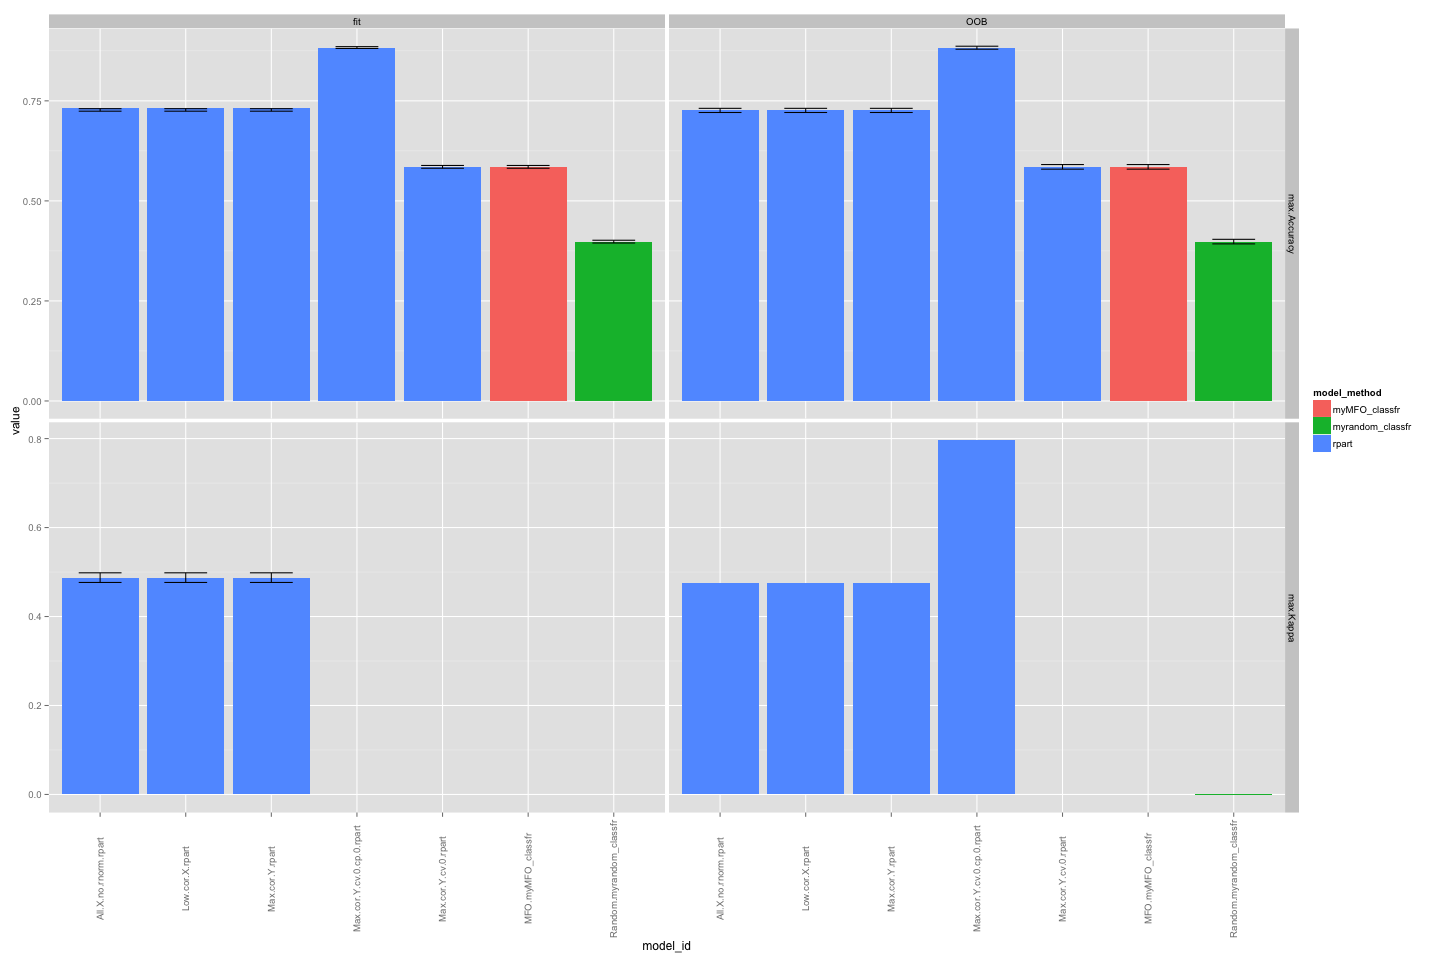 fit
OOB
0.75
0.50
0.25
0.00
max.Accuracy
value
0.8
0.6
0.4
0.2
0.0
max.Kappa
model_method
myMFO_classfr
myrandom_classfr
rpart
All.X.no.rnorm.rpart
Low.cor.X.rpart
Max.cor.Y.rpart
Max.cor.Y.cv.0.cp.0.rpart
Max.cor.Y.cv.0.rpart
MFO.myMFO_classfr
Random.myrandom_classfr
All.X.no.rnorm.rpart
Low.cor.X.rpart
Max.cor.Y.rpart
Max.cor.Y.cv.0.cp.0.rpart
Max.cor.Y.cv.0.rpart
MFO.myMFO_classfr
Random.myrandom_classfr
model_id